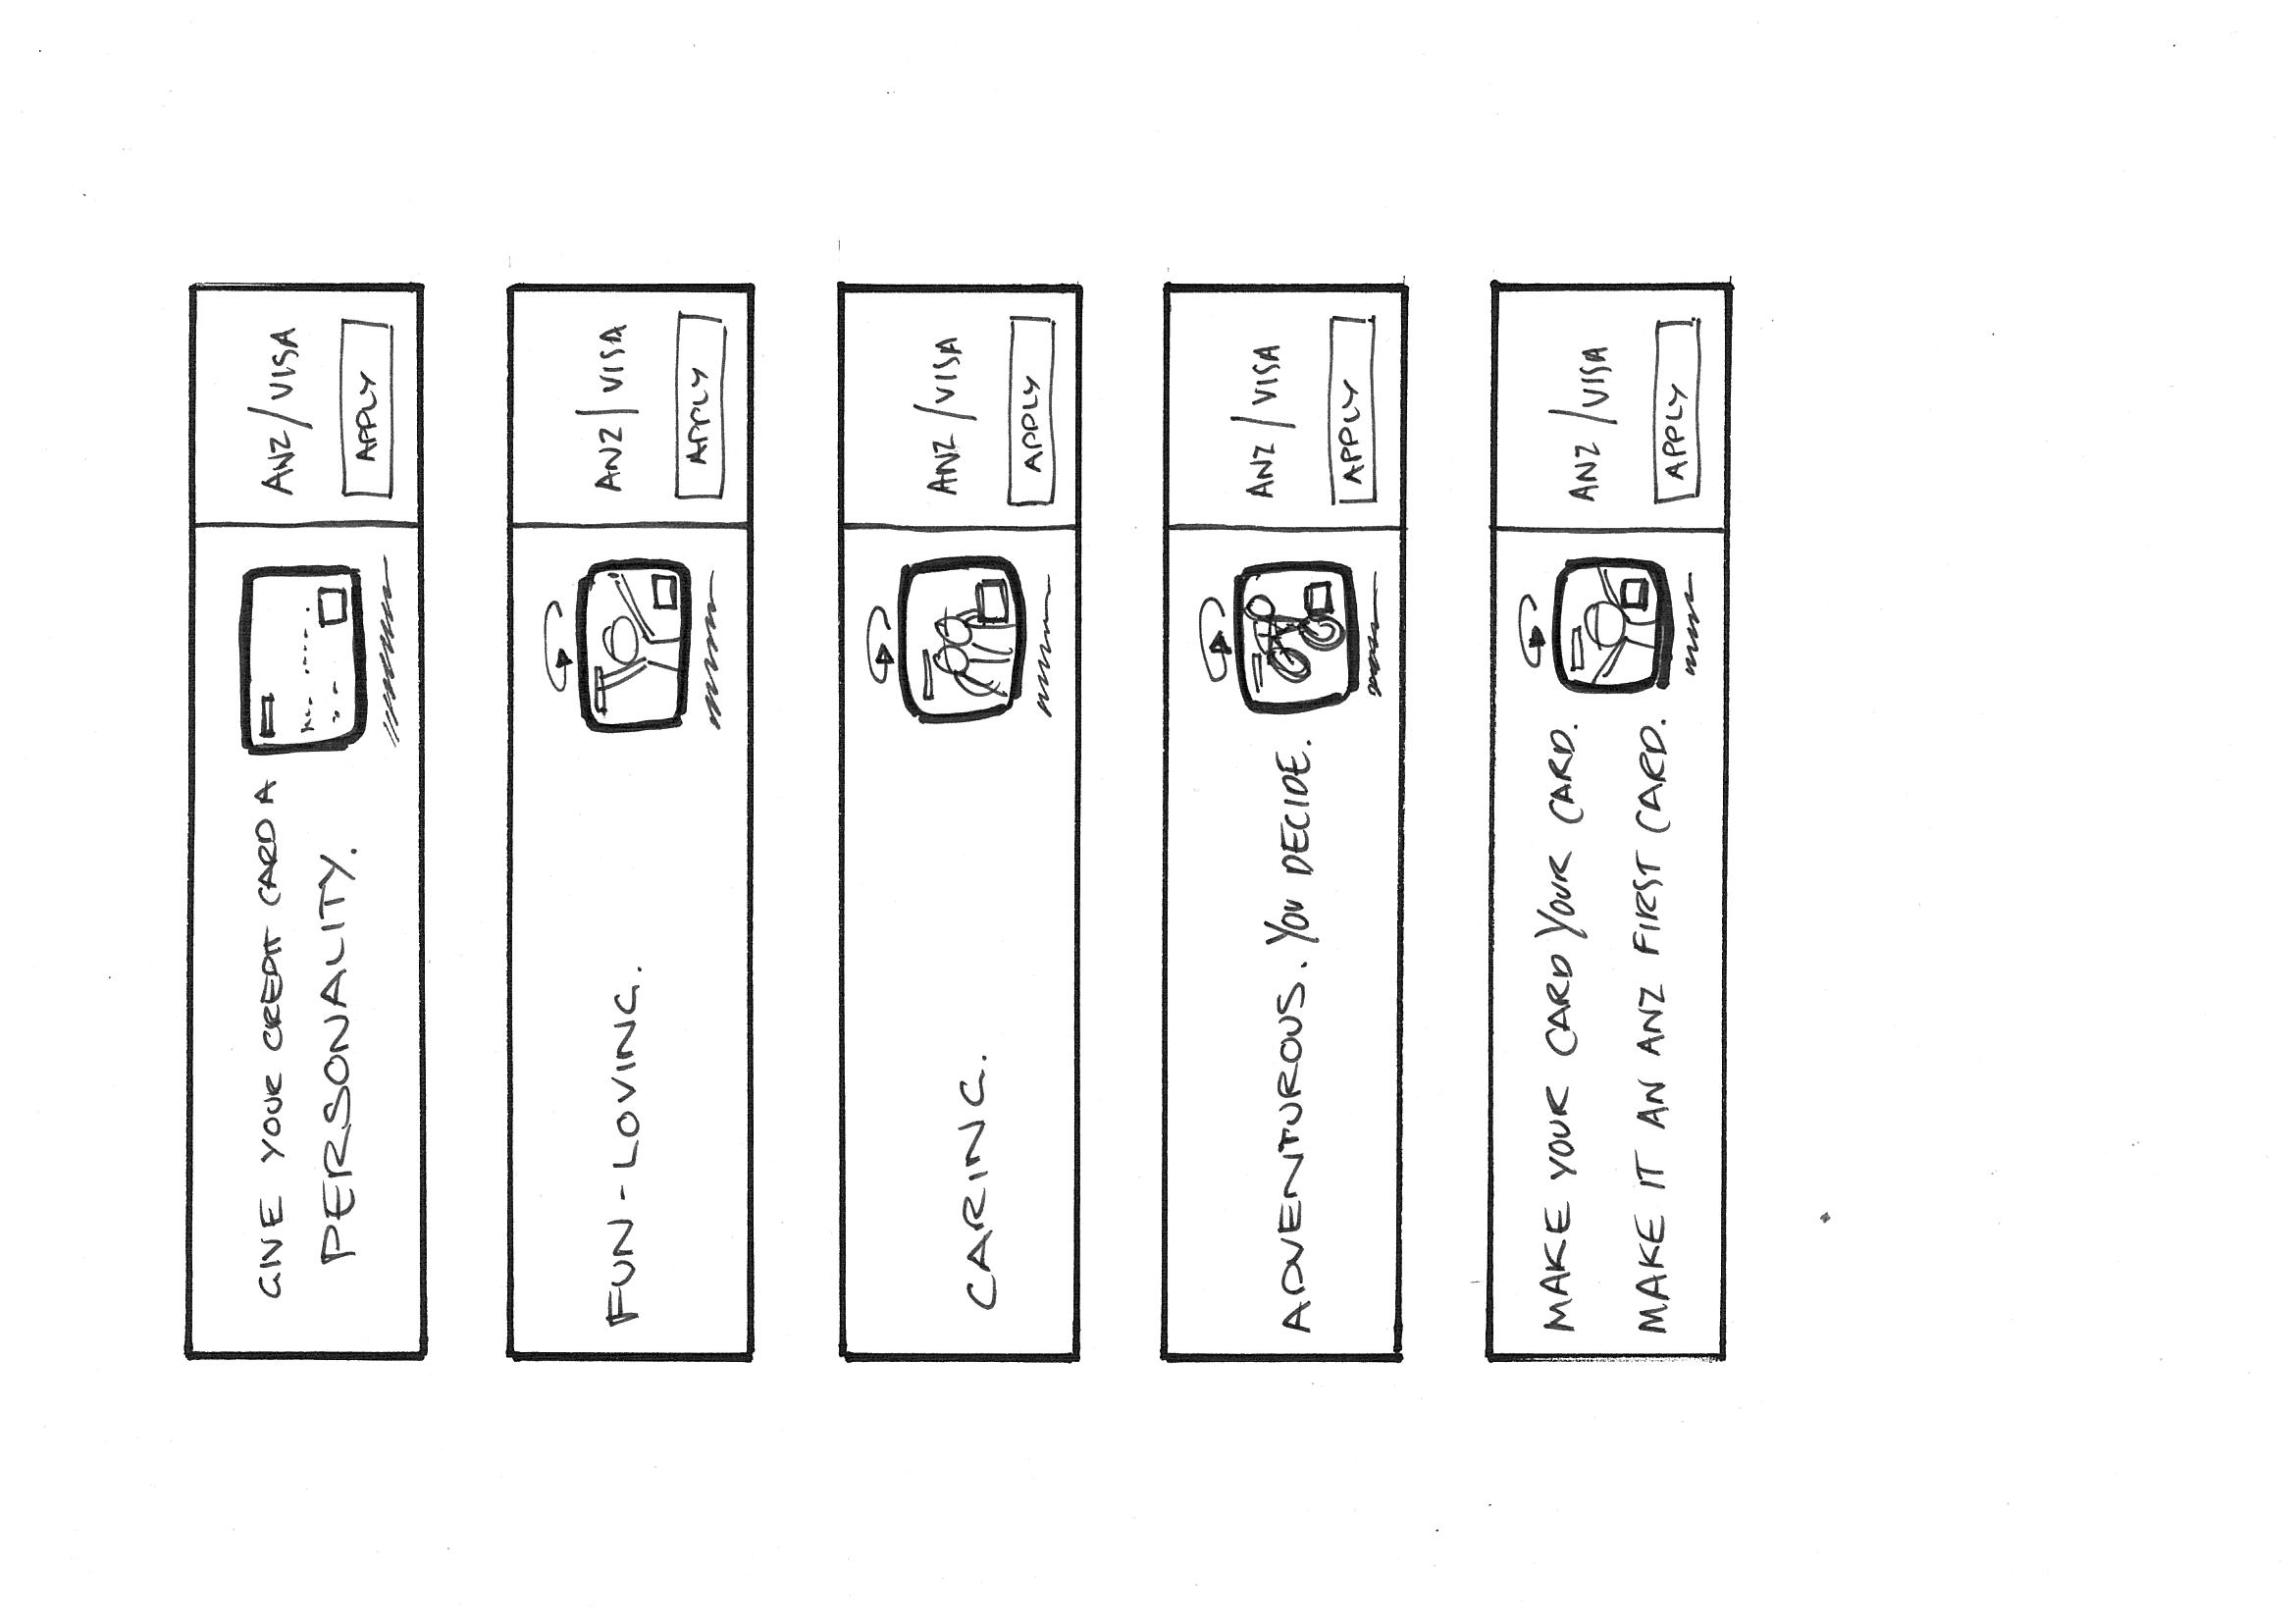 GIVE YOUR CREDIT CARD A
PERSONALITY.
ANZ/VISA
APPLY
FUN-LOVING.
ANZ/VISA
APPLY
CARING.
ANZ/VISA
APPLY
ADVENTUROUS. YOU DECIDE.
ANZ/VISA
APPLY
MAKE YOUR CARD YOUR CARD.
MAKE IT AN ANZ FIRST CARD.
ANZ/VISA
APPLY